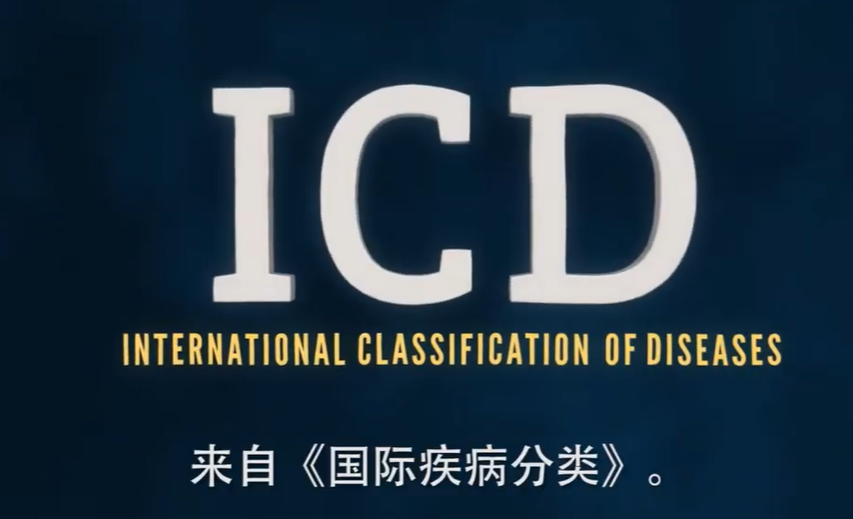 ICD
INTERNATIONAL CLASSIFICATION OF DISEASES
来自《国际疾病分类》。